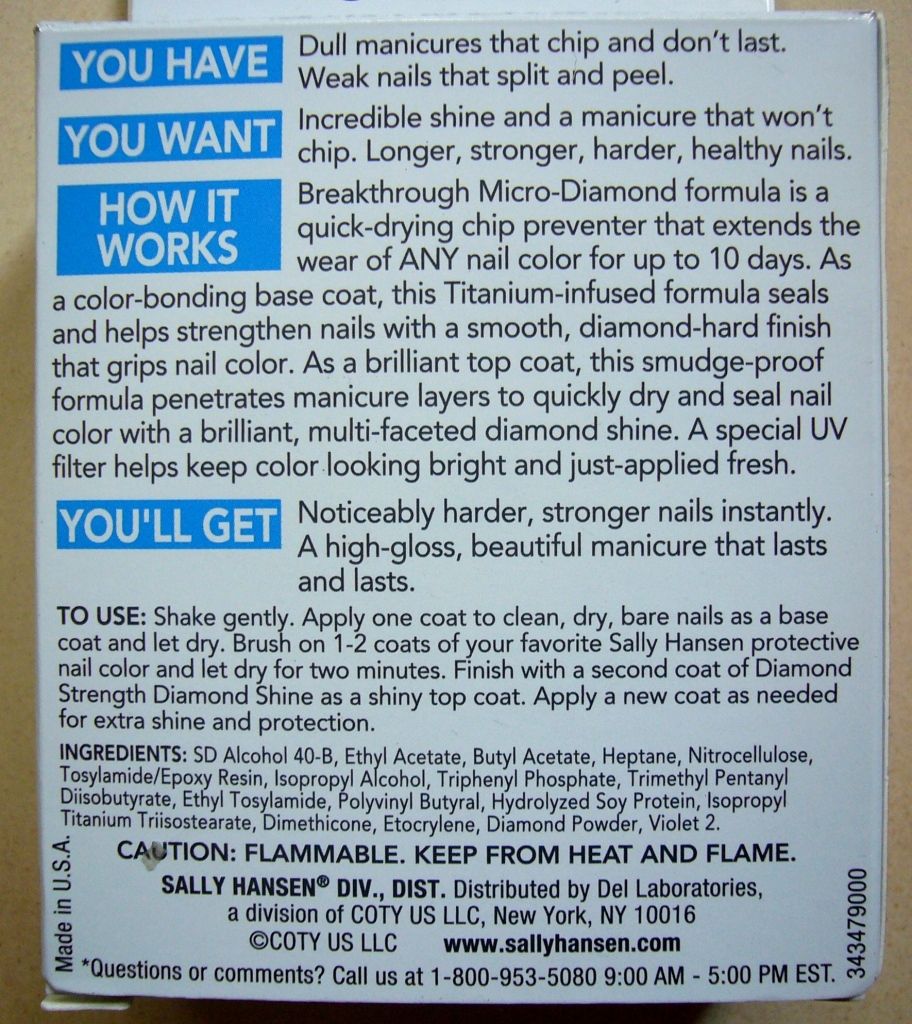 YOU HAVE
Dull manicures that chip and don't last.
Weak nails that split and peel.
YOU WANT
Incredible shine and a manicure that won't
chip. Longer, stronger, harder, healthy nails.
HOW IT
WORKS
Breakthrough Micro-Diamond formula is a
quick-drying chip preventer that extends the
wear of ANY nail color for up to 10 days. As
a color-bonding base coat, this Titanium-infused formula seals
and helps strengthen nails with a smooth, diamond-hard finish
that grips nail color. As a brilliant top coat, this smudge-proof
formula penetrates manicure layers to quickly dry and seal nail
color with a brilliant, multi-faceted diamond shine. A special UV
filter helps keep color looking bright and just-applied fresh.
YOU'LL GET
Noticeably harder, stronger nails instantly.
A high-gloss, beautiful manicure that lasts
and lasts.
TO USE: Shake gently. Apply one coat to clean, dry, bare nails as a base
coat and let dry. Brush on 1-2 coats of your favorite Sally Hansen protective
nail color and let dry for two minutes. Finish with a second coat of Diamond
Strength Diamond Shine as a shiny top coat. Apply a new coat as needed
for extra shine and protection.
INGREDIENTS: SD Alcohol 40-B, Ethyl Acetate, Butyl Acetate, Heptane, Nitrocellulose,
Tosylamide/Epoxy Resin, Isopropyl Alcohol, Triphenyl Phosphate, Trimethyl Pentanyl
Diisobutyrate, Ethyl Tosylamide, Polyvinyl Butyral, Hydrolyzed Soy Protein, Isopropyl
Titanium Triisostearate, Dimethicone, Etocrylene, Diamond Powder, Violet 2.
CAUTION: FLAMMABLE. KEEP FROM HEAT AND FLAME.
SALLY HANSEN® DIV., DIST. Distributed by Del Laboratories,
a division of COTY US LLC, New York, NY 10016
©COTY US LLC www.sallyhansen.com
*Questions or comments? Call us at 1-800-953-5080 9:00 AM - 5:00 PM EST.
Made in U.S.A.
343479000